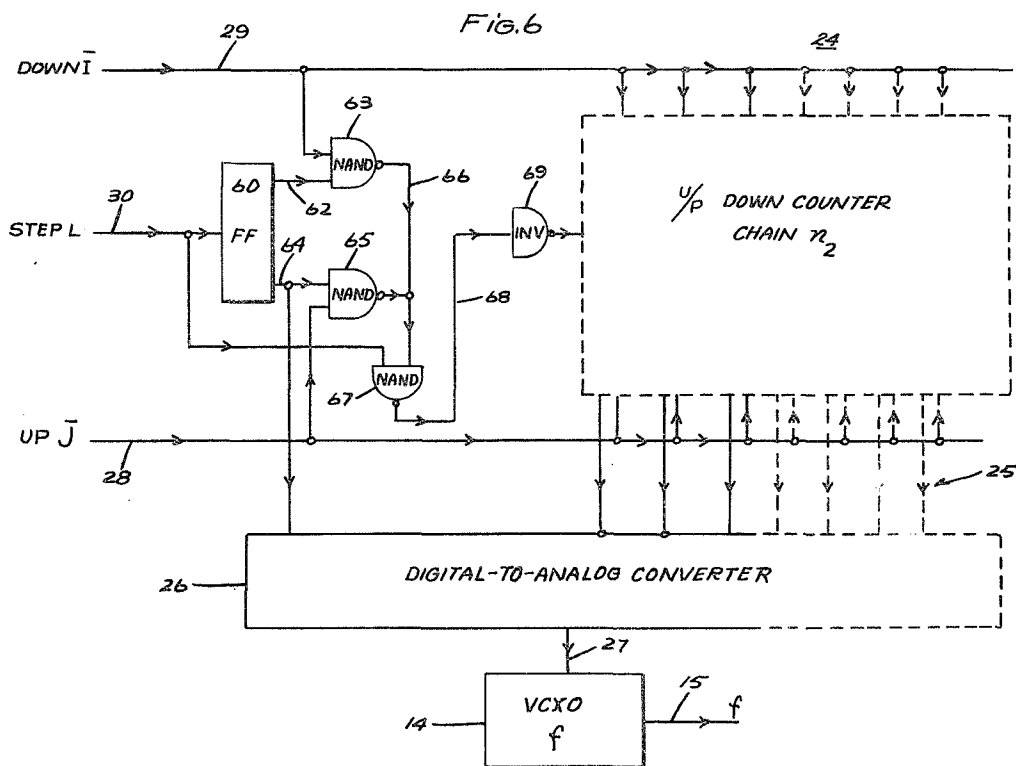 FIG.6
29
24
DOWN Ī
63
NAND
66
69
60
62
30
STEP L
FF
64
65
NAND
INV
U/P DOWN COUNTER
CHAIN n2
68
67
NAND
UP J̄
28
25
26
DIGITAL-TO-ANALOG CONVERTER
27
14
VCXO
f
15
f